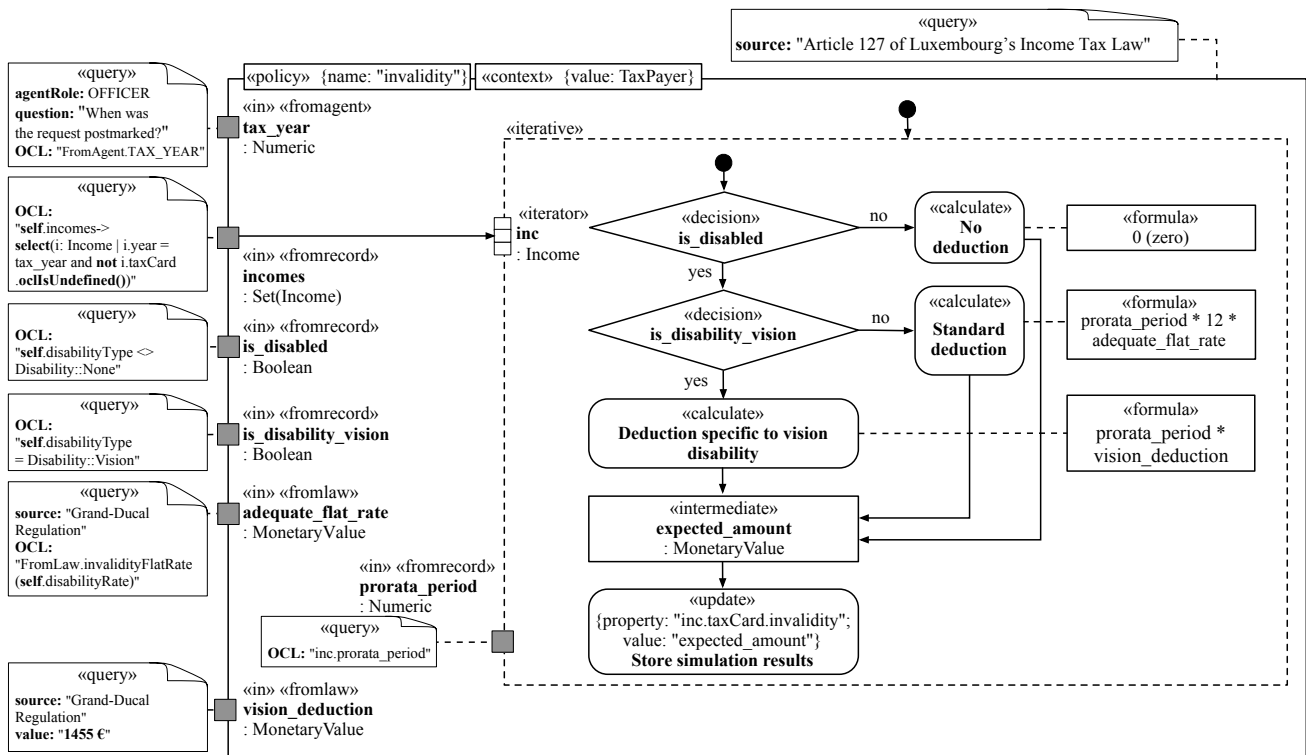 «query»
source: "Article 127 of Luxembourg’s Income Tax Law"
«policy» {name: "invalidity"}
«context» {value: TaxPayer}
«query»
agentRole: OFFICER
question: "When was
the request postmarked?"
OCL: "FromAgent.TAX_YEAR"
«in» «fromagent»
tax_year
: Numeric
«query»
OCL:
"self.incomes->
select(i: Income | i.year =
tax_year and not i.taxCard
.oclIsUndefined())"
«in» «fromrecord»
incomes
: Set(Income)
«query»
OCL:
"self.disabilityType <>
Disability::None"
«in» «fromrecord»
is_disabled
: Boolean
«query»
OCL:
"self.disabilityType
= Disability::Vision"
«in» «fromrecord»
is_disability_vision
: Boolean
«query»
source: "Grand-Ducal
Regulation"
OCL:
"FromLaw.invalidityFlatRate
(self.disabilityRate)"
«in» «fromlaw»
adequate_flat_rate
: MonetaryValue
«in» «fromrecord»
prorata_period
: Numeric
«query»
OCL: "inc.prorata_period"
«query»
source: "Grand-Ducal
Regulation"
value: "1455 €"
«in» «fromlaw»
vision_deduction
: MonetaryValue
«iterative»
«iterator»
inc
: Income
«decision»
is_disabled
no
«calculate»
No
deduction
«formula»
0 (zero)
yes
«decision»
is_disability_vision
no
«calculate»
Standard
deduction
«formula»
prorata_period * 12 *
adequate_flat_rate
yes
«calculate»
Deduction specific to vision
disability
«formula»
prorata_period *
vision_deduction
«intermediate»
expected_amount
: MonetaryValue
«update»
{property: "inc.taxCard.invalidity";
value: "expected_amount"}
Store simulation results